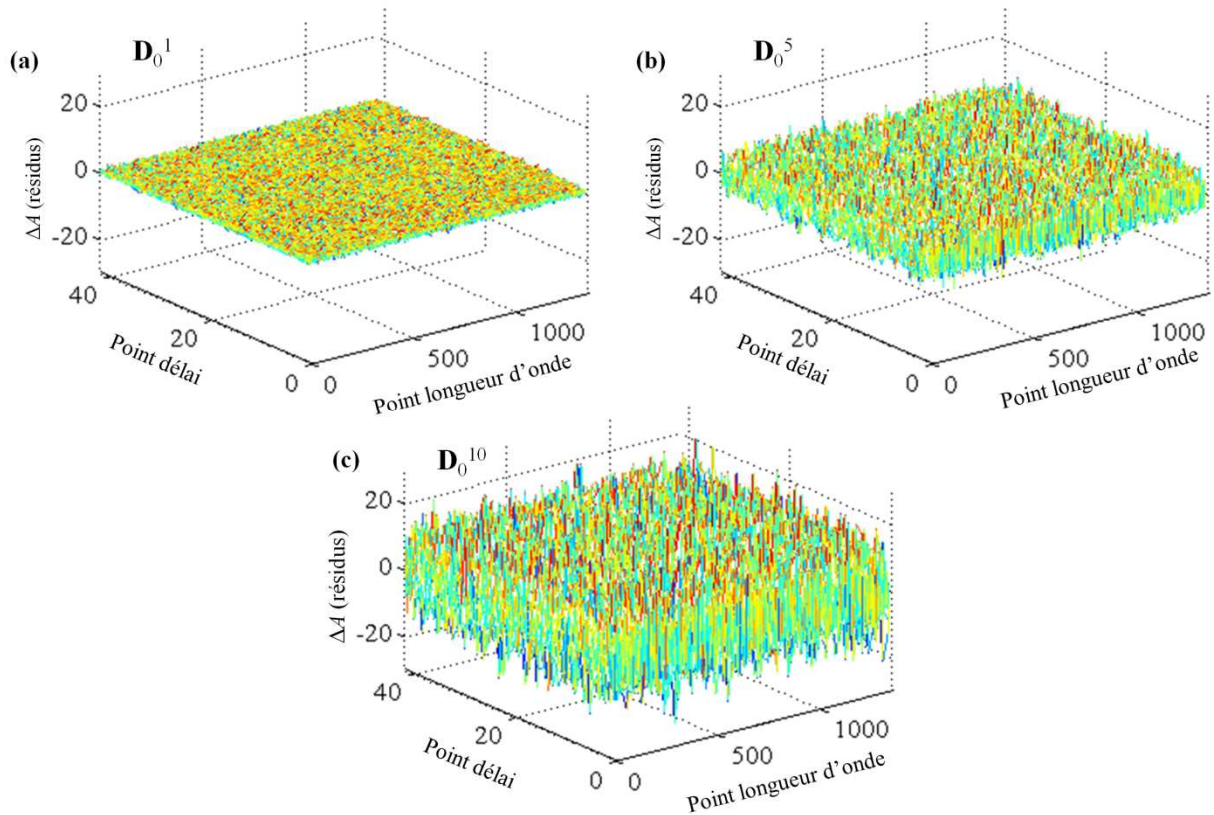 (a) D₀¹
20
0
-20
ΔA (résidus)
40
20
0
Point délai
0
500
1000
Point longueur d’onde
(b) D₀⁵
20
0
-20
ΔA (résidus)
40
20
0
Point délai
0
500
1000
Point longueur d’onde
(c) D₀¹⁰
20
0
-20
ΔA (résidus)
40
20
0
Point délai
0
500
1000
Point longueur d’onde